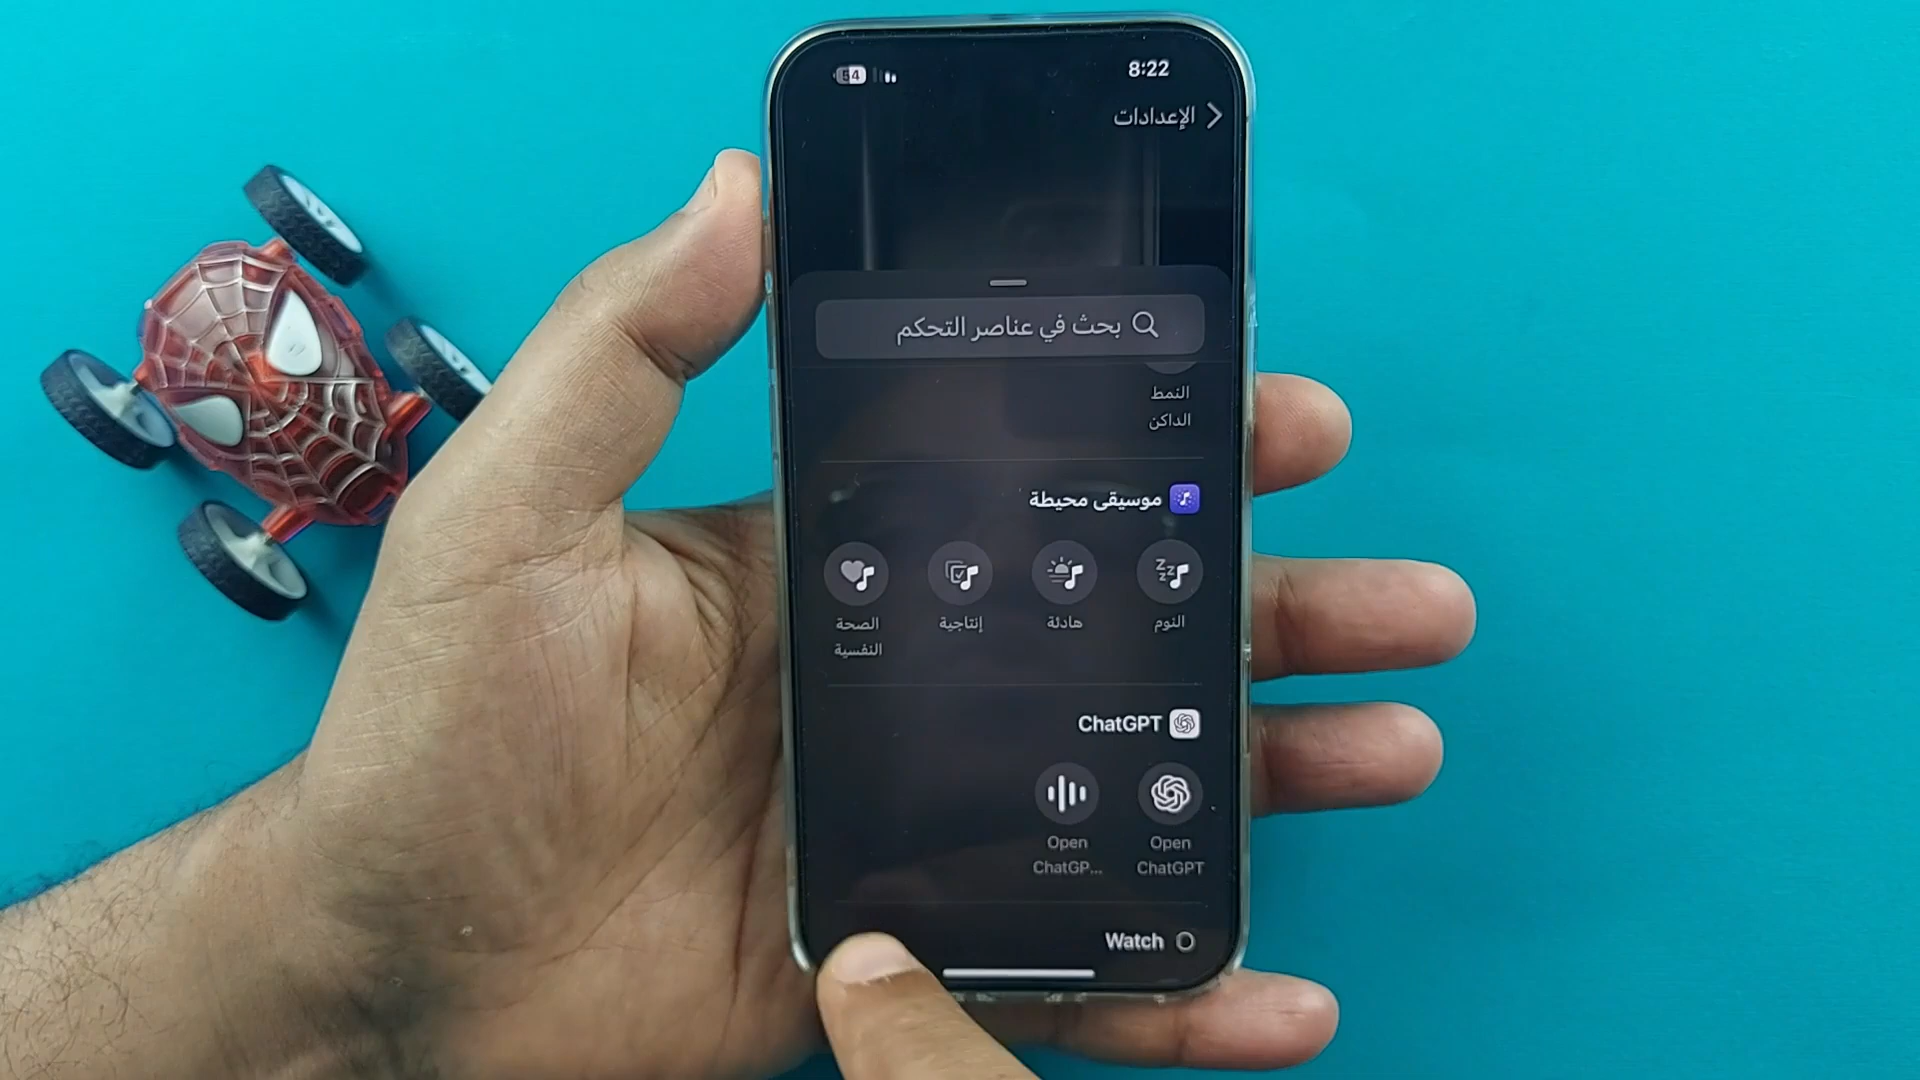 8:22
54
الإعدادات
بحث في عناصر التحكم
النمط
الداكن
موسيقى محيطة
النوم
هادئة
إنتاجية
الصحة
النفسية
ChatGPT
Open
ChatGPT
Open
ChatGP...
Watch